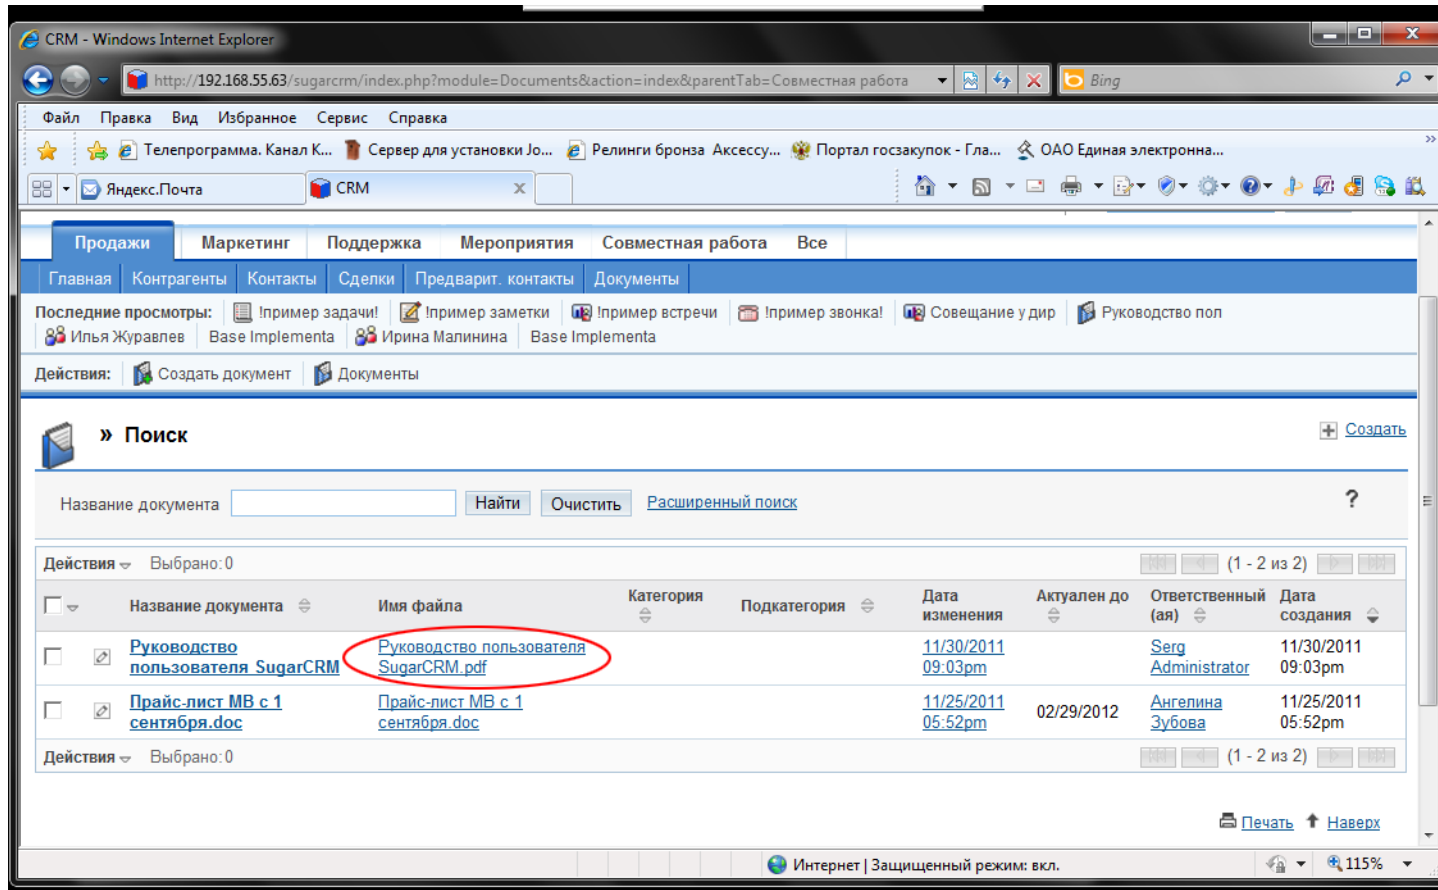 CRM - Windows Internet Explorer
http://192.168.55.63/sugarcrm/index.php?module=Documents&action=index&parentTab=Совместная работа
Bing
Файл Правка Вид Избранное Сервис Справка
Телепрограмма. Канал К... Сервер для установки Jo... Релинги бронза Аксессу... Портал госзакупок - Гла... ОАО Единая электронна...
Яндекс.Почта CRM x
Продажи Маркетинг Поддержка Мероприятия Совместная работа Все
Главная Контрагенты Контакты Сделки Предварит. контакты Документы
Последние просмотры: !пример задачи! !пример заметки !пример встречи !пример звонка! Совещание у дир Руководство пол
Илья Журавлев Base Implementa Ирина Малинина Base Implementa
Действия: Создать документ Документы
» Поиск
Создать
Название документа Найти Очистить Расширенный поиск ?
Действия Выбрано: 0 (1 - 2 из 2)
Название документа Имя файла Категория Подкатегория Дата изменения Актуален до Ответственный (ая) Дата создания
Руководство пользователя SugarCRM Руководство пользователя SugarCRM.pdf 11/30/2011 09:03pm Serg Administrator 11/30/2011 09:03pm
Прайс-лист МВ с 1 сентября.doc Прайс-лист МВ с 1 сентября.doc 11/25/2011 05:52pm 02/29/2012 Ангелина Зубова 11/25/2011 05:52pm
Действия Выбрано: 0 (1 - 2 из 2)
Печать Наверх
Интернет | Защищенный режим: вкл. 115%